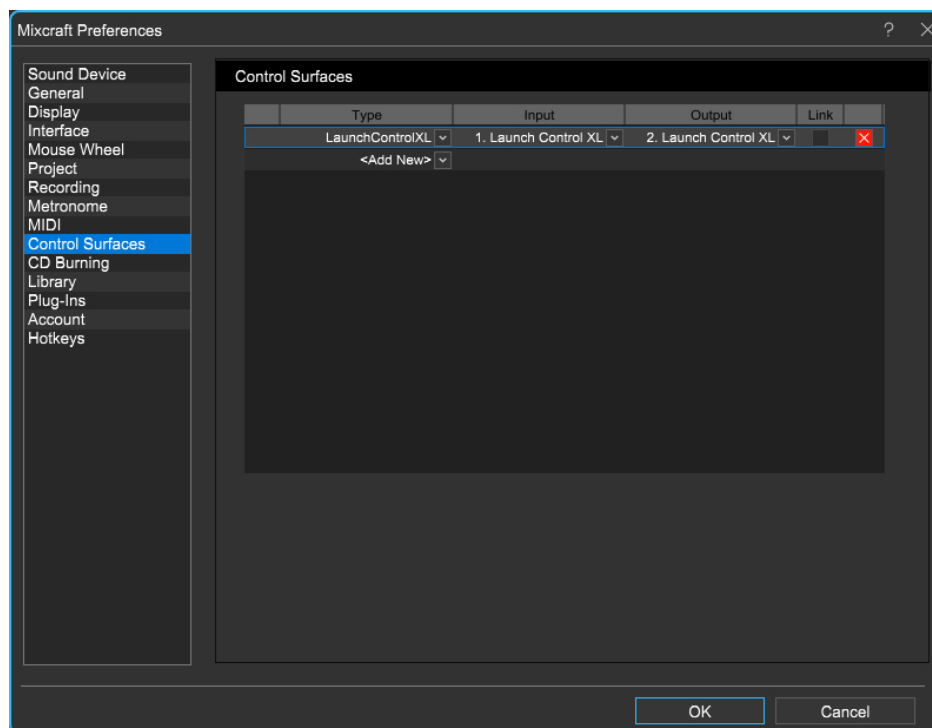 Mixcraft Preferences ?
Sound Device
General
Display
Interface
Mouse Wheel
Project
Recording
Metronome
MIDI
Control Surfaces
CD Burning
Library
Plug-Ins
Account
Hotkeys
Control Surfaces
Type Input Output Link
LaunchControlXL 1. Launch Control XL 2. Launch Control XL
<Add New>
OK Cancel